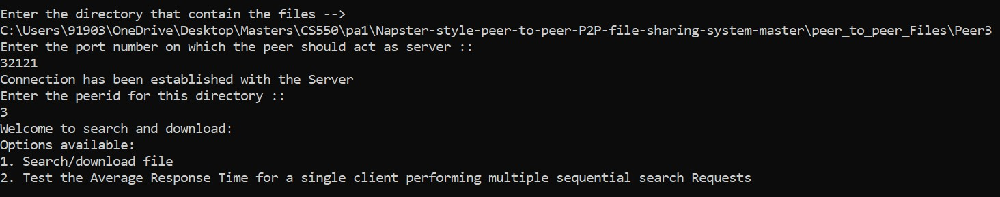 Enter the directory that contain the files -->
C:\Users\91903\OneDrive\Desktop\Masters\CS550\pa1\Napster-style-peer-to-peer-P2P-file-sharing-system-master\peer_to_peer_Files\Peer3
Enter the port number on which the peer should act as server ::
32121
Connection has been established with the Server
Enter the peerid for this directory ::
3
Welcome to search and download:
Options available:
1. Search/download file
2. Test the Average Response Time for a single client performing multiple sequential search Requests